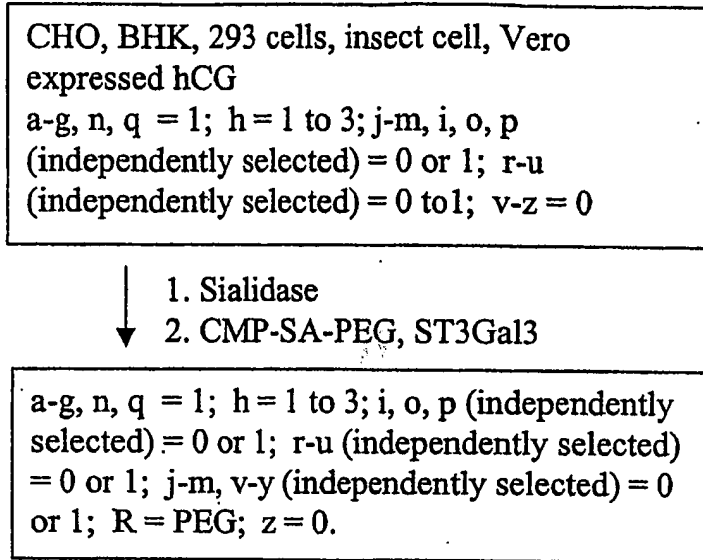 CHO, BHK, 293 cells, insect cell, Vero
expressed hCG
a-g, n, q = 1; h = 1 to 3; j-m, i, o, p
(independently selected) = 0 or 1; r-u
(independently selected) = 0 to1; v-z = 0
1. Sialidase
2. CMP-SA-PEG, ST3Gal3
a-g, n, q = 1; h = 1 to 3; i, o, p (independently
selected) = 0 or 1; r-u (independently selected)
= 0 or 1; j-m, v-y (independently selected) = 0
or 1; R = PEG; z = 0.